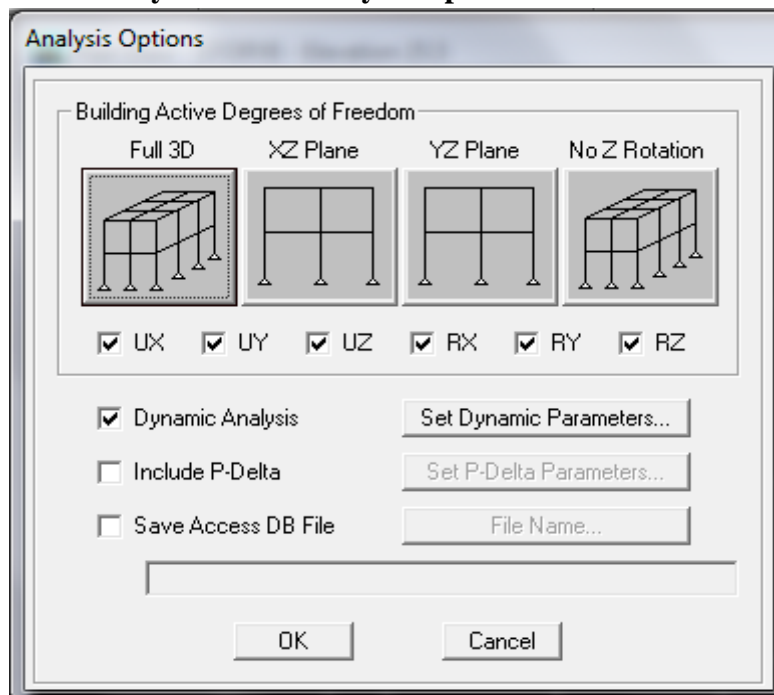 Analysis Options
Building Active Degrees of Freedom
Full 3D XZ Plane YZ Plane No Z Rotation
UX UY UZ RX RY RZ
Dynamic Analysis Set Dynamic Parameters...
Include P-Delta Set P-Delta Parameters...
Save Access DB File File Name...
OK Cancel